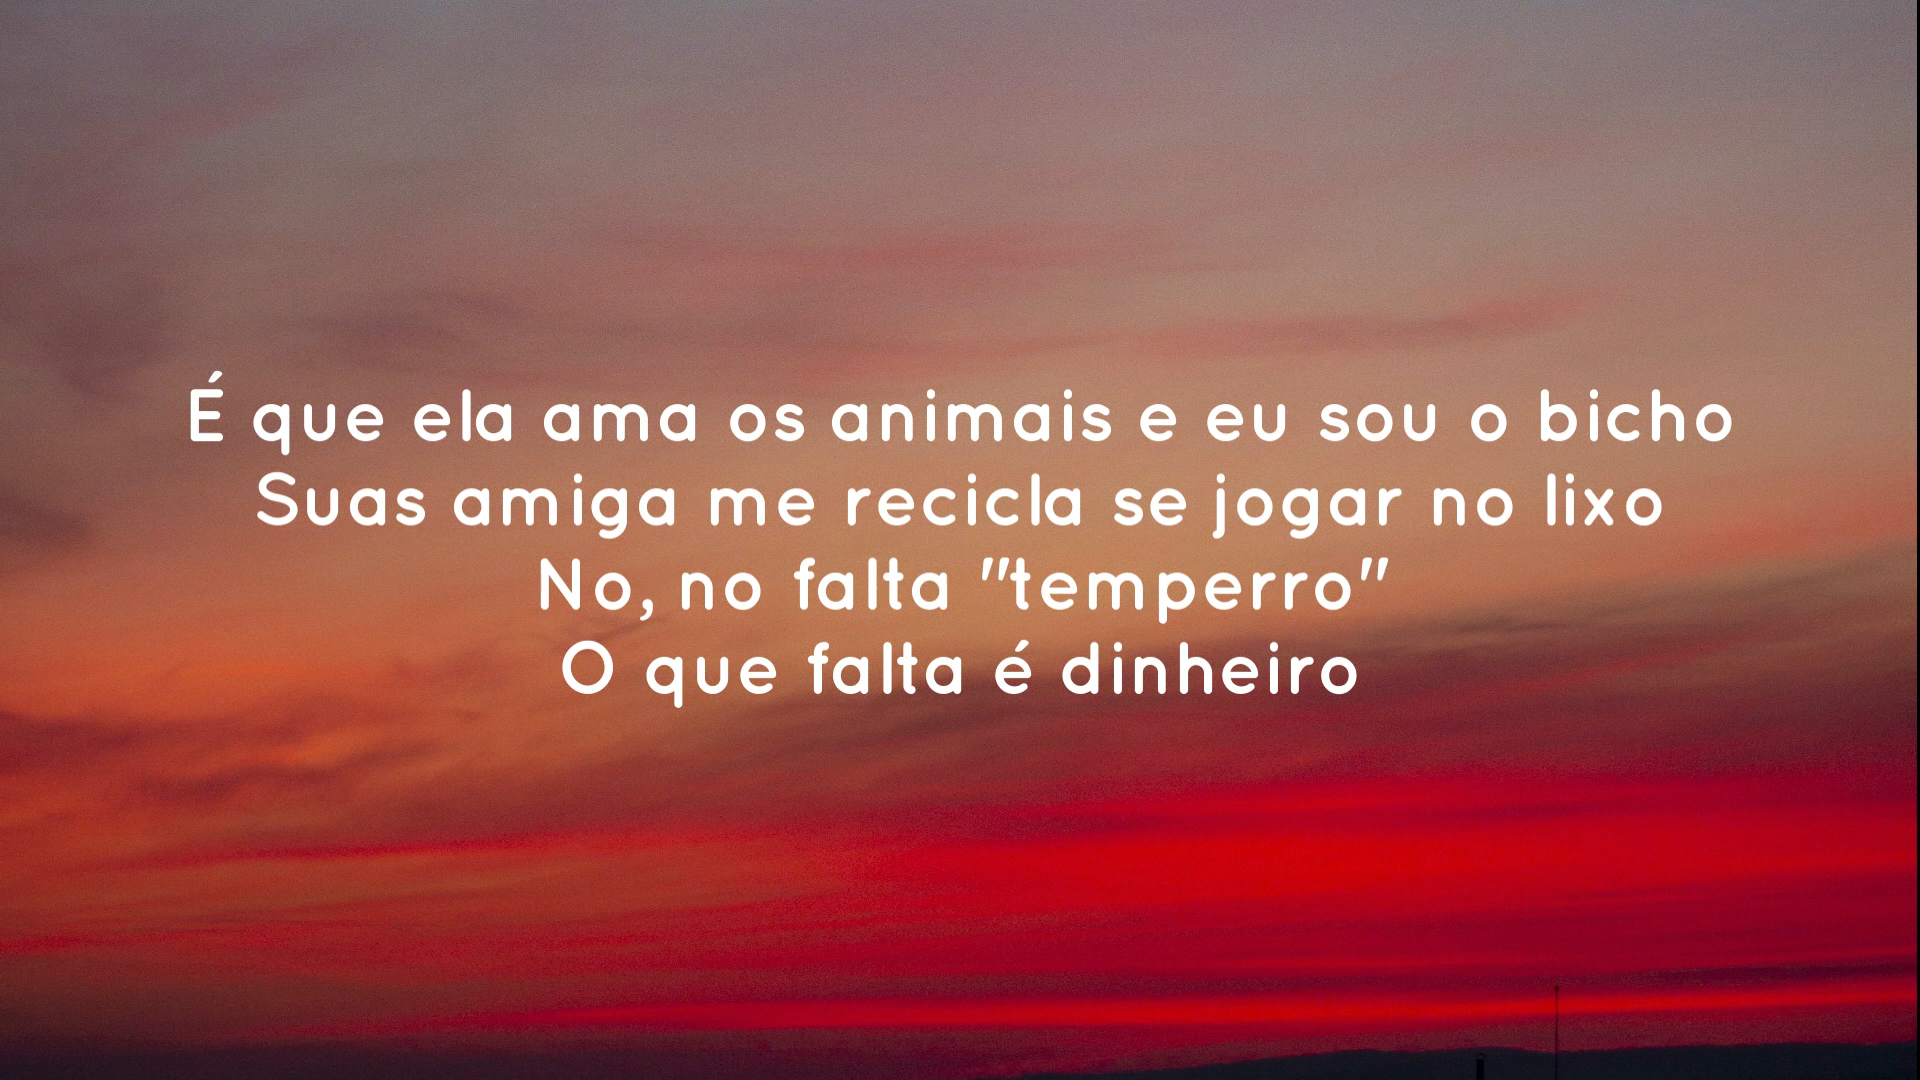 É que ela ama os animais e eu sou o bicho
Suas amiga me recicla se jogar no lixo
No, no falta "temperro"
O que falta é dinheiro